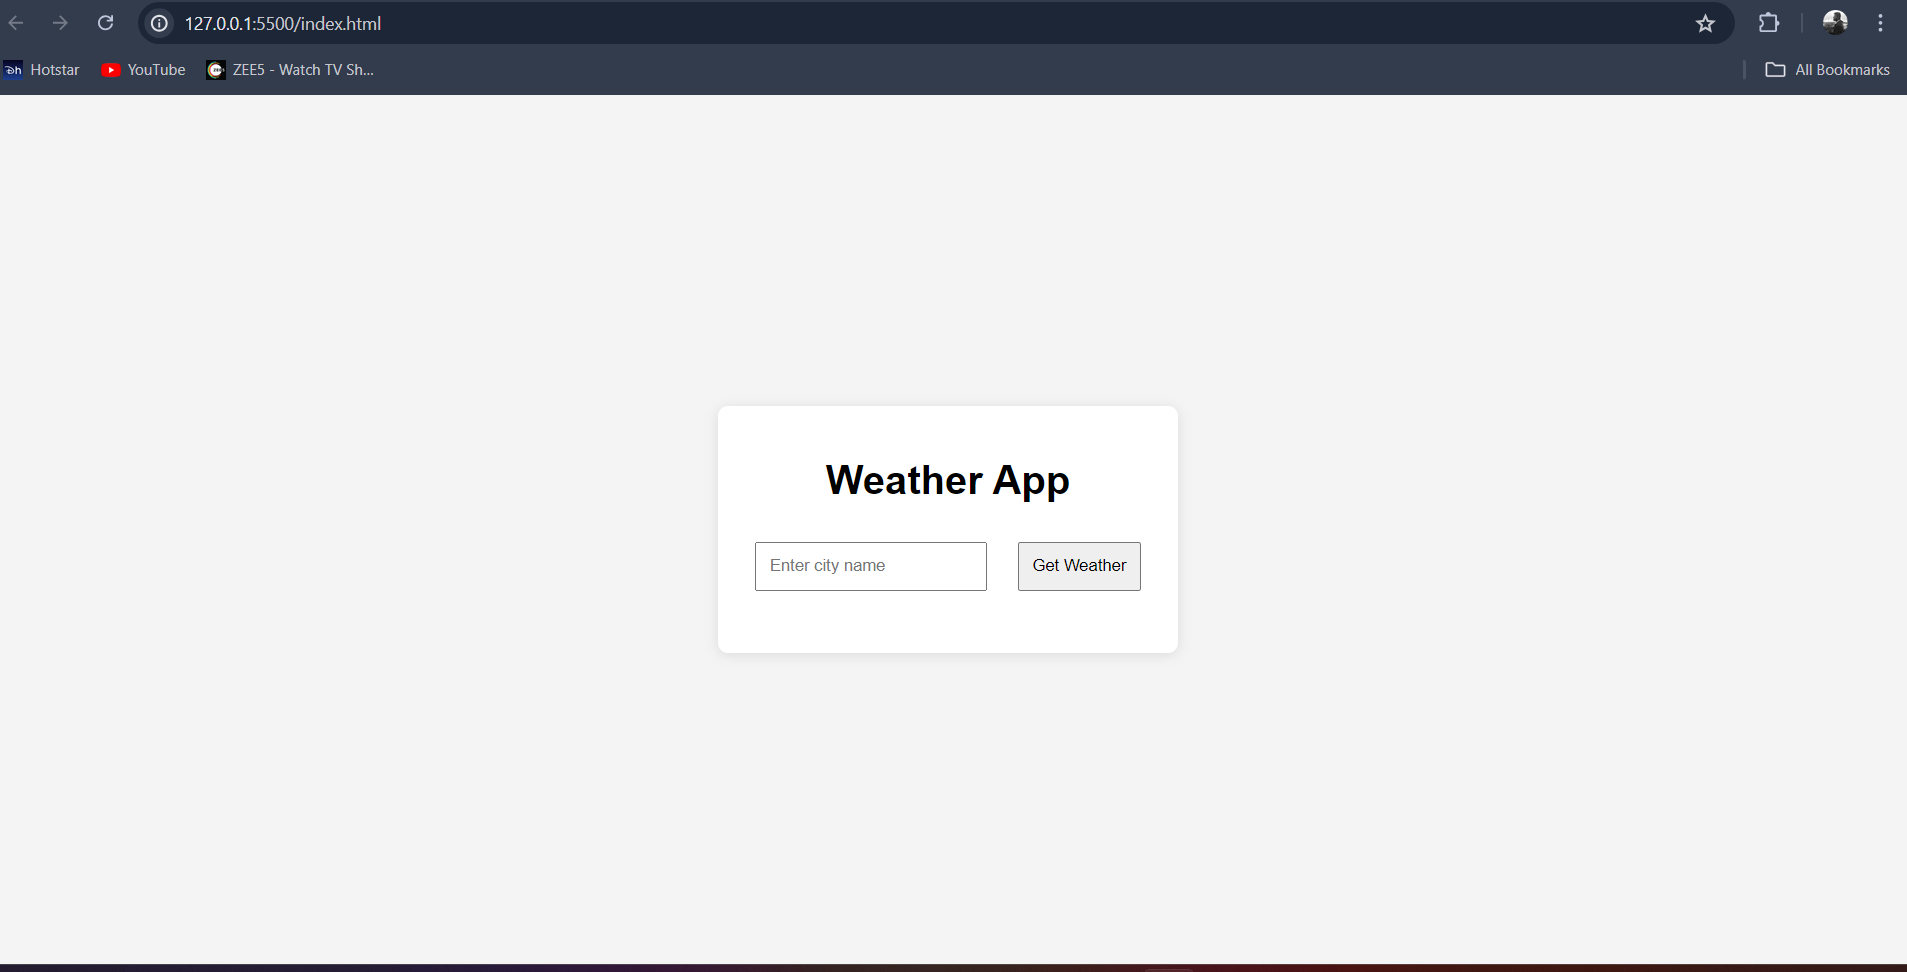 127.0.0.1:5500/index.html
Hotstar YouTube ZEE5 - Watch TV Sh... All Bookmarks
Weather App
Enter city name Get Weather